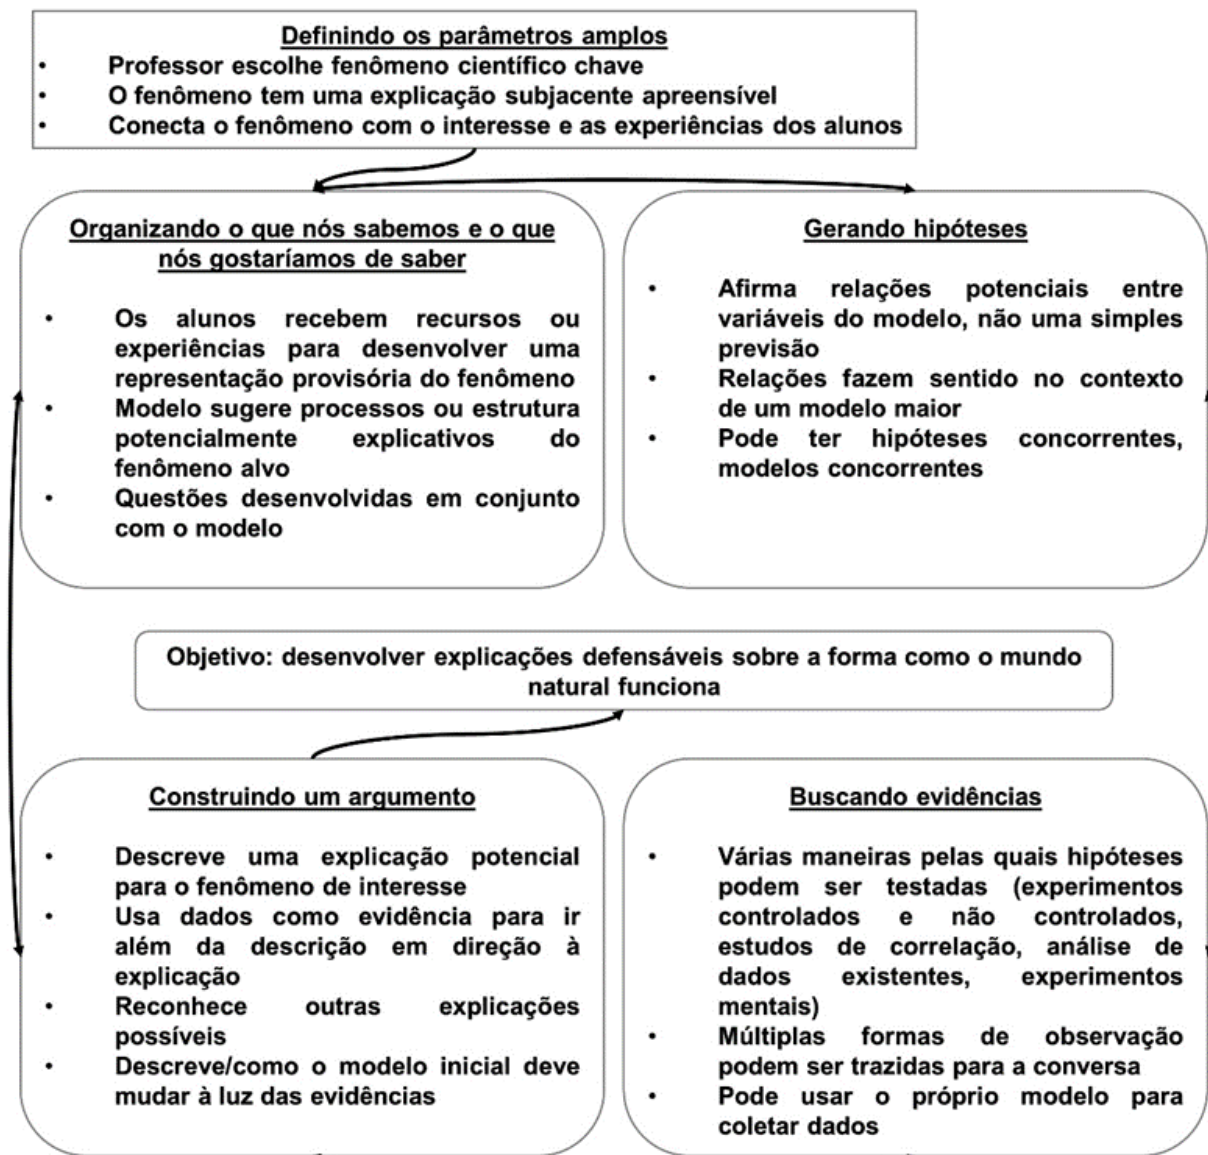 Definindo os parâmetros amplos
• Professor escolhe fenômeno científico chave
• O fenômeno tem uma explicação subjacente apreensível
• Conecta o fenômeno com o interesse e as experiências dos alunos
Organizando o que nós sabemos e o que
nós gostaríamos de saber
• Os alunos recebem recursos ou
experiências para desenvolver uma
representação provisória do fenômeno
• Modelo sugere processos ou estrutura
potencialmente explicativos do
fenômeno alvo
• Questões desenvolvidas em conjunto
com o modelo
Gerando hipóteses
• Afirma relações potenciais entre
variáveis do modelo, não uma simples
previsão
• Relações fazem sentido no contexto
de um modelo maior
• Pode ter hipóteses concorrentes,
modelos concorrentes
Objetivo: desenvolver explicações defensáveis sobre a forma como o mundo
natural funciona
Construindo um argumento
• Descreve uma explicação potencial
para o fenômeno de interesse
• Usa dados como evidência para ir
além da descrição em direção à
explicação
• Reconhece outras explicações
possíveis
• Descreve/como o modelo inicial deve
mudar à luz das evidências
Buscando evidências
• Várias maneiras pelas quais hipóteses
podem ser testadas (experimentos
controlados e não controlados,
estudos de correlação, análise de
dados existentes, experimentos
mentais)
• Múltiplas formas de observação
podem ser trazidas para a conversa
• Pode usar o próprio modelo para
coletar dados